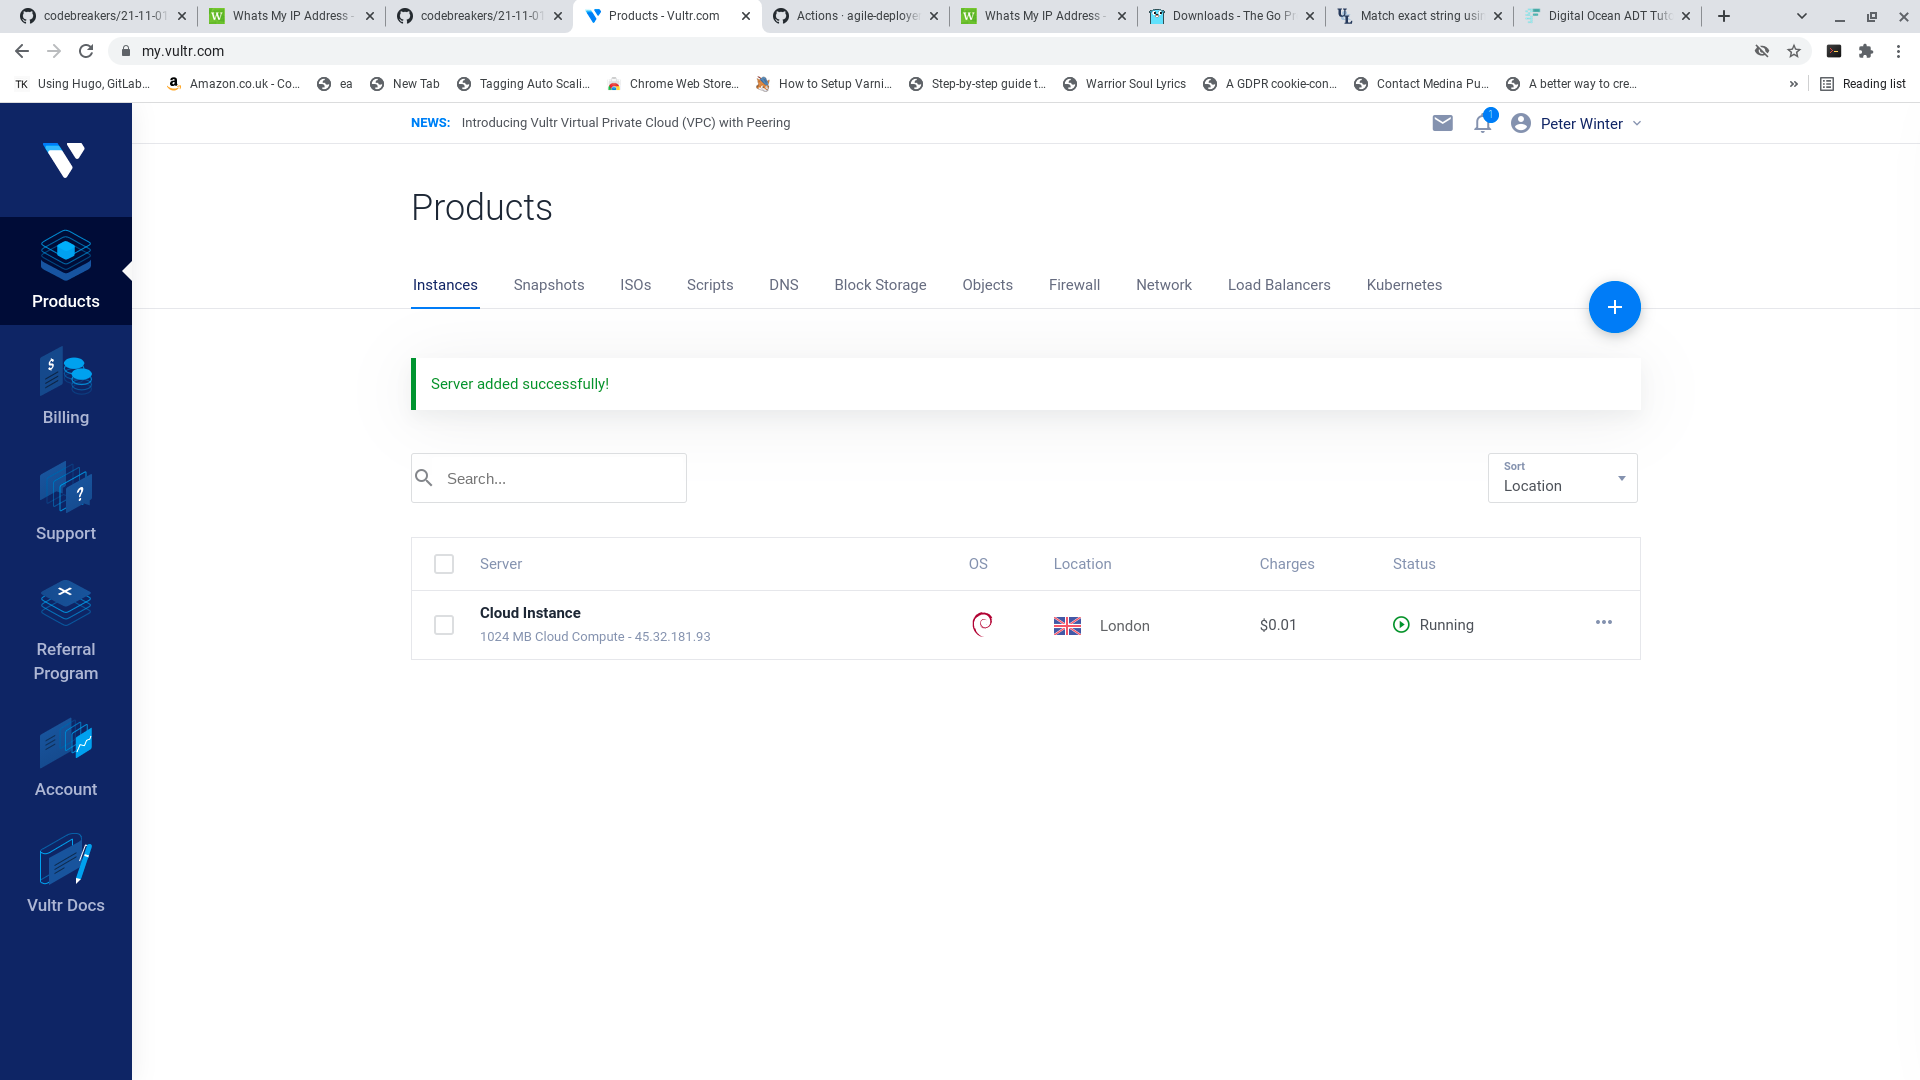 codebreakers/21-11-01
Whats My IP Address -
codebreakers/21-11-01
Products - Vultr.com
Actions · agile-deployer
Whats My IP Address -
Downloads - The Go Pr
Match exact string usin
Digital Ocean ADT Tuto
my.vultr.com
TK Using Hugo, GitLab...
Amazon.co.uk - Co...
ea
New Tab
Tagging Auto Scali...
Chrome Web Store...
How to Setup Varni...
Step-by-step guide t...
Warrior Soul Lyrics
A GDPR cookie-con...
Contact Medina Pu...
A better way to cre...
»
Reading list
NEWS: Introducing Vultr Virtual Private Cloud (VPC) with Peering
1
Peter Winter
Products
Instances
Snapshots
ISOs
Scripts
DNS
Block Storage
Objects
Firewall
Network
Load Balancers
Kubernetes
+
Server added successfully!
Search...
Sort
Location
Server OS Location Charges Status
Cloud Instance
1024 MB Cloud Compute - 45.32.181.93
London
$0.01
Running
Products
$
Billing
?
Support
Referral
Program
Account
Vultr Docs